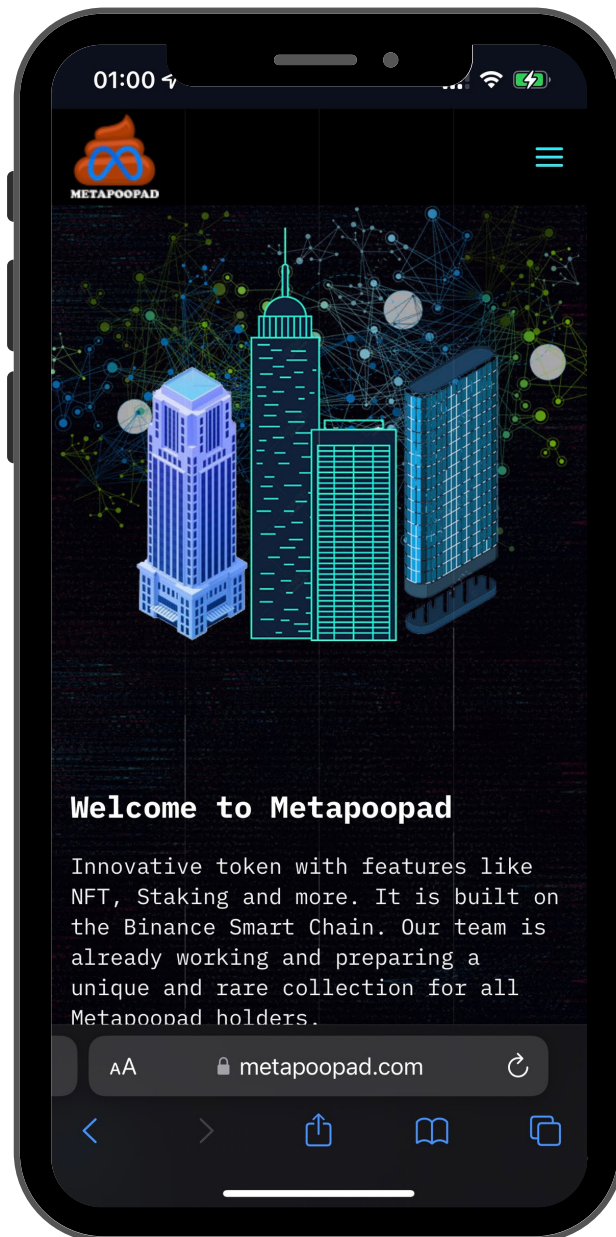 01:00
METAPOOPAD
Welcome to Metapoopad
Innovative token with features like
NFT, Staking and more. It is built on
the Binance Smart Chain. Our team is
already working and preparing a
unique and rare collection for all
Metapoopad holders.
AA
metapoopad.com